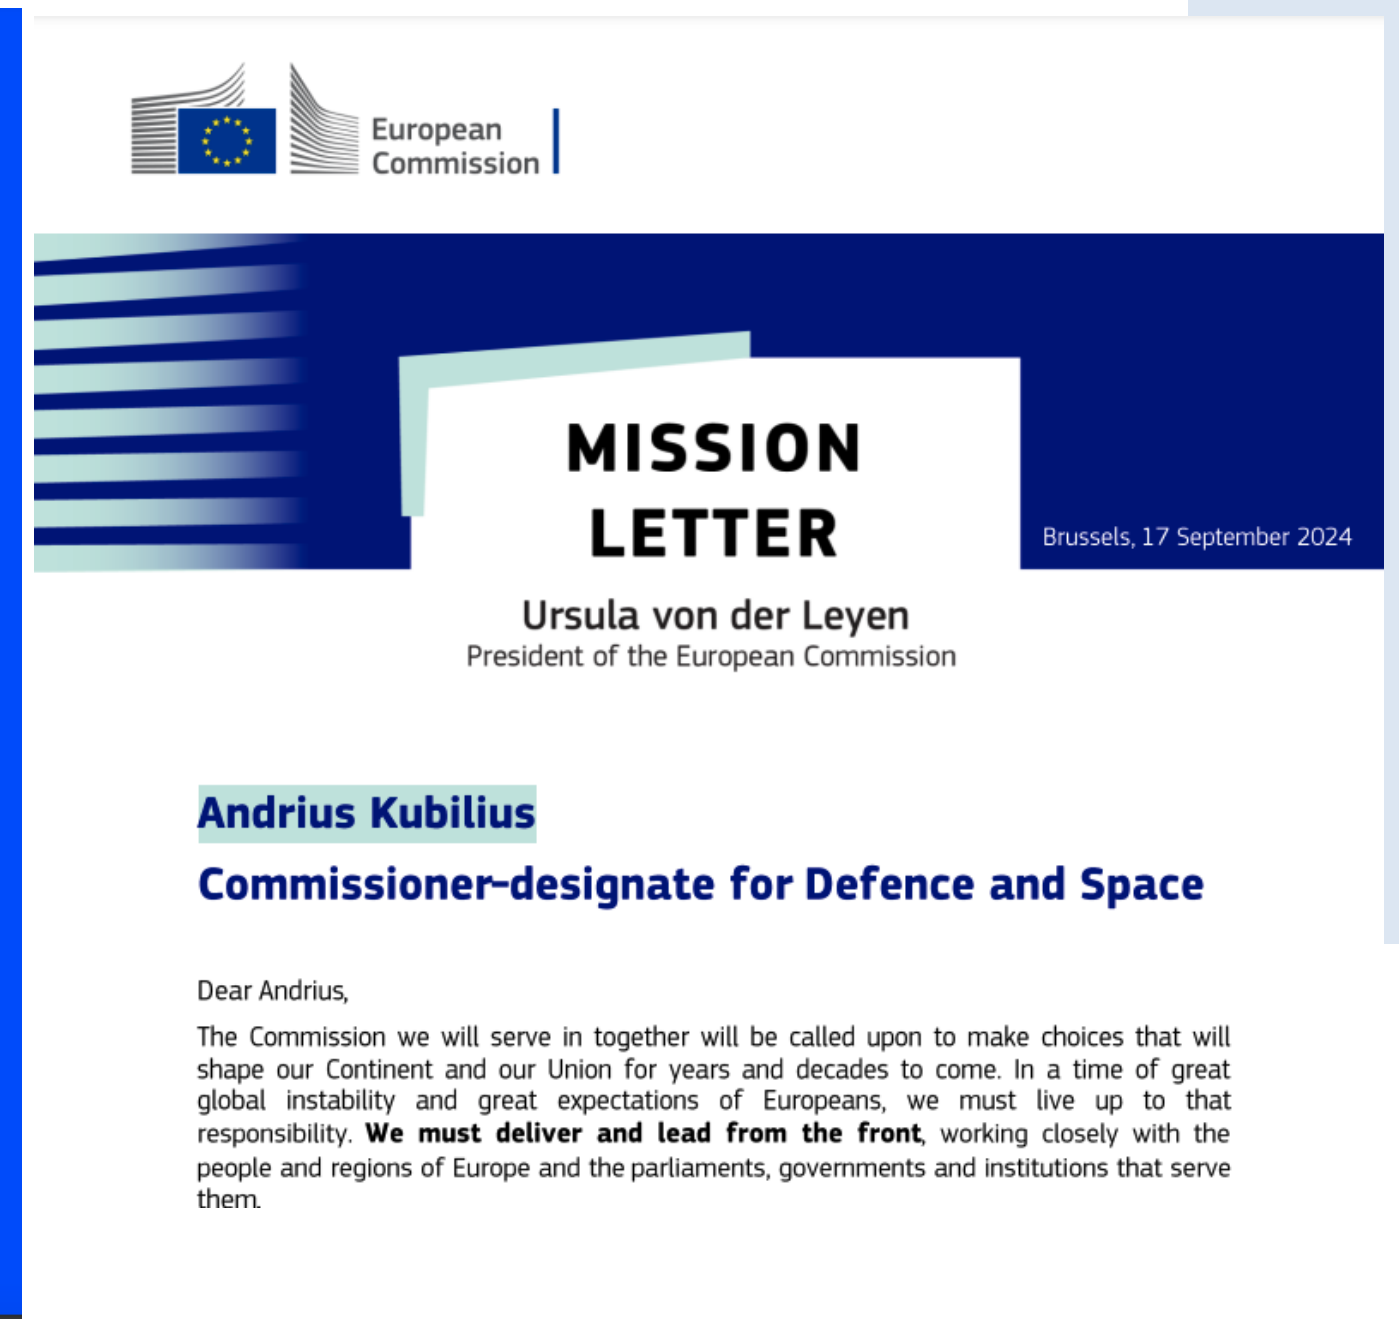 European
Commission
MISSION
LETTER
Brussels, 17 September 2024
Ursula von der Leyen
President of the European Commission
Andrius Kubilius
Commissioner-designate for Defence and Space
Dear Andrius,
The Commission we will serve in together will be called upon to make choices that will
shape our Continent and our Union for years and decades to come. In a time of great
global instability and great expectations of Europeans, we must live up to that
responsibility. We must deliver and lead from the front, working closely with the
people and regions of Europe and the parliaments, governments and institutions that serve
them.